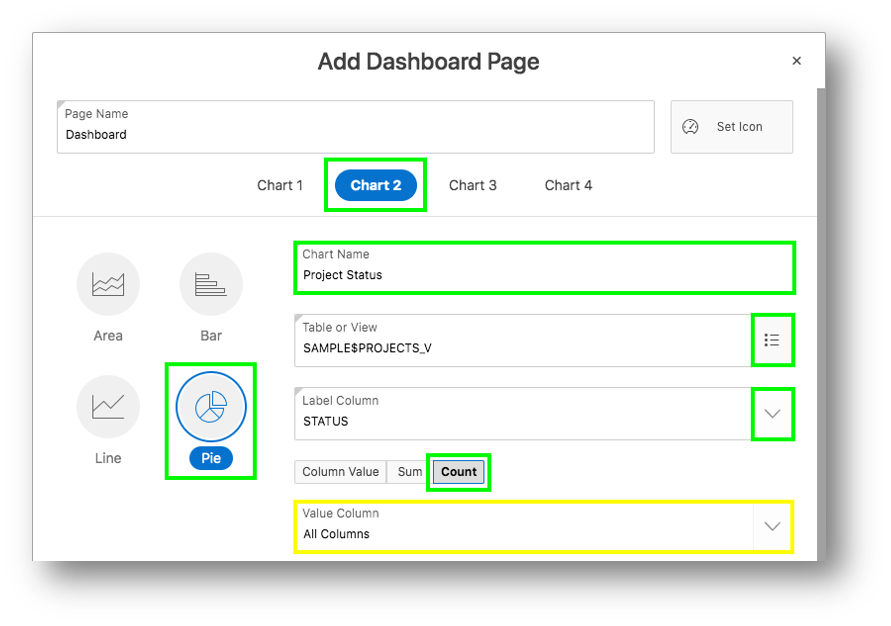 Add Dashboard Page
×
Page Name
Dashboard
Set Icon
Chart 1
Chart 2
Chart 3
Chart 4
Area
Bar
Line
Pie
Chart Name
Project Status
Table or View
SAMPLE$PROJECTS_V
Label Column
STATUS
Column Value
Sum
Count
Value Column
All Columns